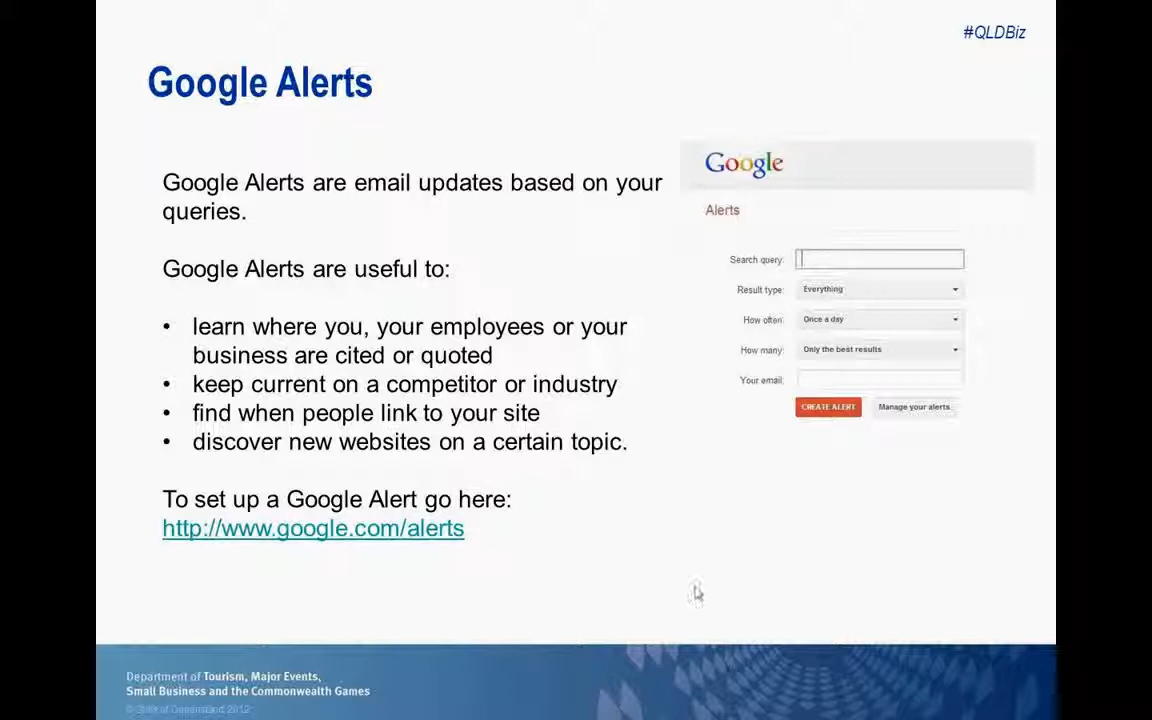 #QLDBiz
Google Alerts
Google Alerts are email updates based on your
queries.
Google Alerts are useful to:
• learn where you, your employees or your
business are cited or quoted
• keep current on a competitor or industry
• find when people link to your site
• discover new websites on a certain topic.
To set up a Google Alert go here:
http://www.google.com/alerts
Google
Alerts
Search query:
Result type: Everything
How often: Once a day
How many: Only the best results
Your email:
CREATE ALERT Manage your alerts
Department of Tourism, Major Events,
Small Business and the Commonwealth Games
© State of Queensland 2012